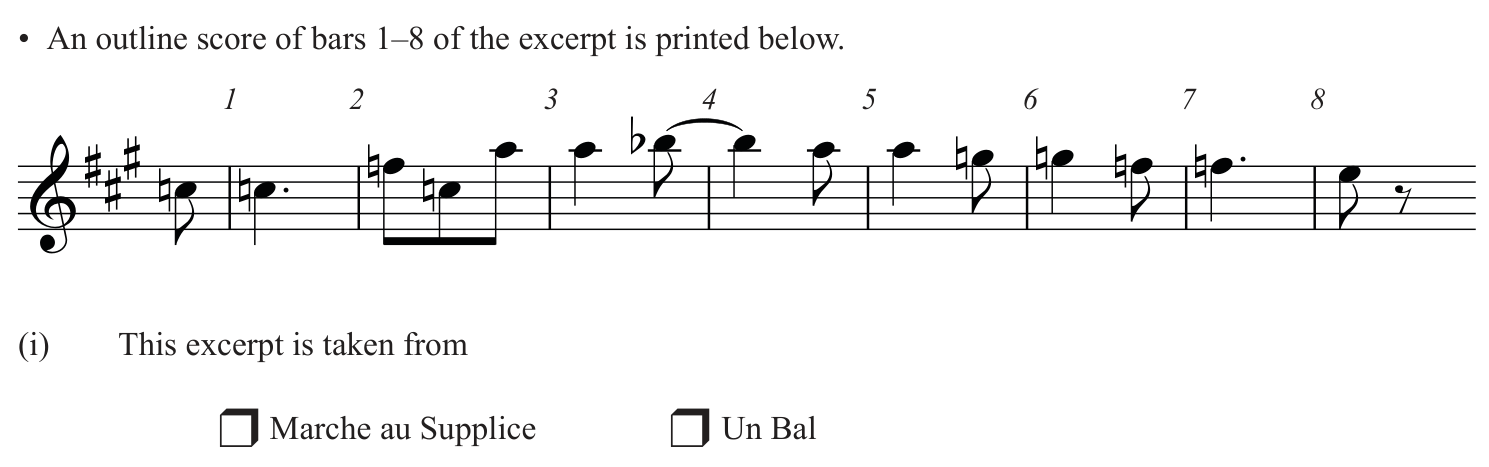 • An outline score of bars 1–8 of the excerpt is printed below.
1 2 3 4 5 6 7 8
(i) This excerpt is taken from
Marche au Supplice Un Bal